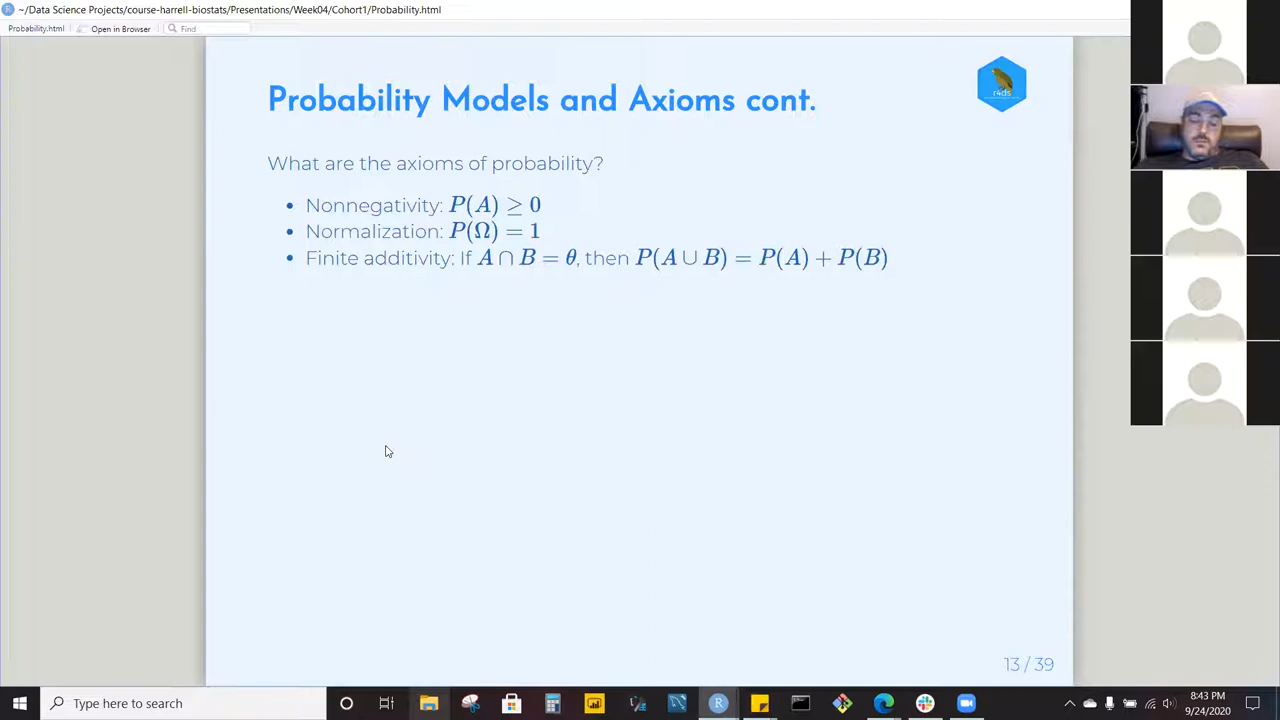 ~/Data Science Projects/course-harrell-biostats/Presentations/Week04/Cohort1/Probability.html
Probability.html Open in Browser Find
Probability Models and Axioms cont.
r4ds
What are the axioms of probability?
• Nonnegativity: P(A) ≥ 0
• Normalization: P(Ω) = 1
• Finite additivity: If A ∩ B = θ, then P(A ∪ B) = P(A) + P(B)
13 / 39
Type here to search
8:43 PM
9/24/2020